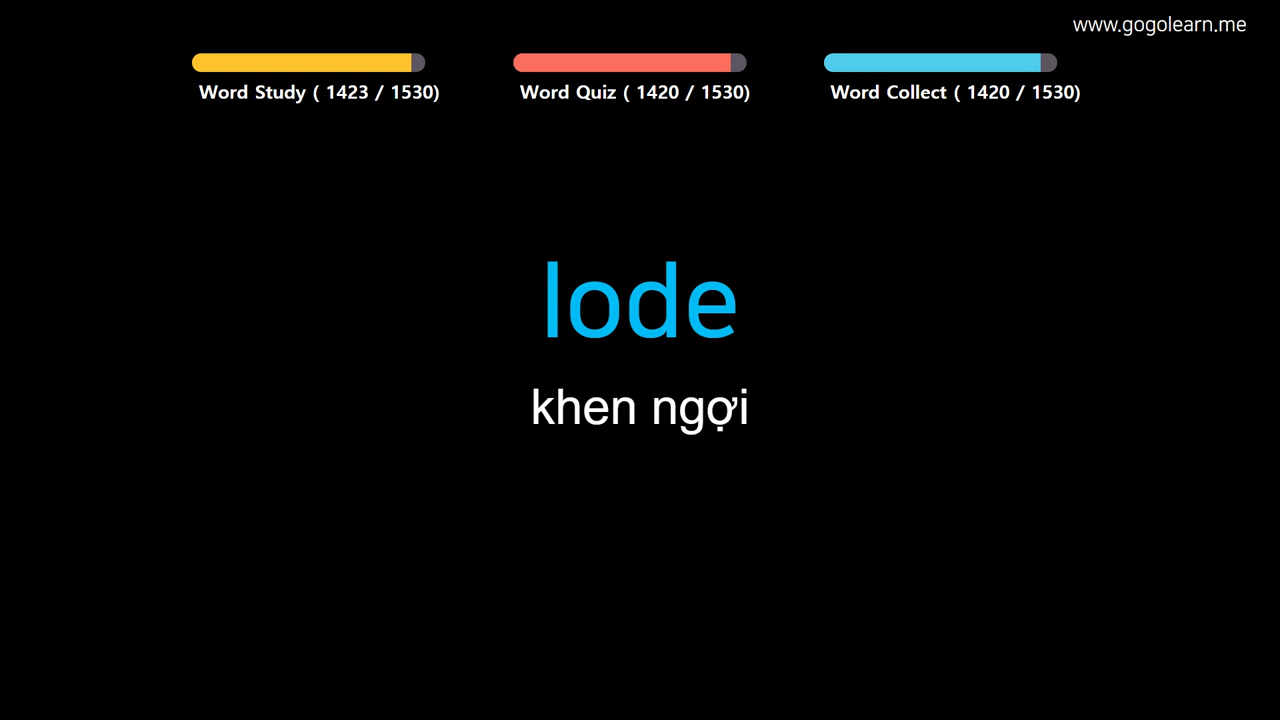 www.gogolearn.me
Word Study ( 1423 / 1530)
Word Quiz ( 1420 / 1530)
Word Collect ( 1420 / 1530)
lode
khen ngợi